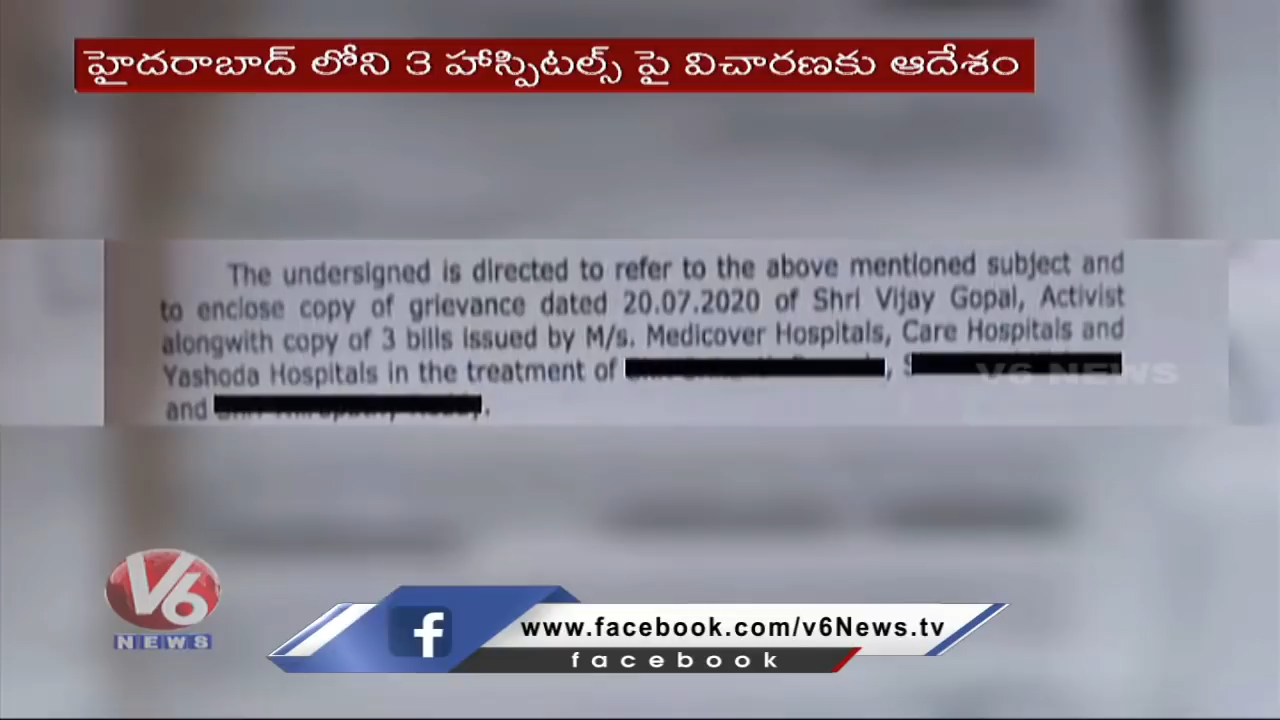 హైదరాబాద్ లోని 3 హాస్పిటల్స్ పై విచారణకు ఆదేశం
The undersigned is directed to refer to the above mentioned subject and
to enclose copy of grievance dated 20.07.2020 of Shri Vijay Gopal, Activist
alongwith copy of 3 bills issued by M/s. Medicover Hospitals, Care Hospitals and
Yashoda Hospitals in the treatment of
V6 NEWS
and
V6
NEWS
www.facebook.com/v6News.tv
facebook